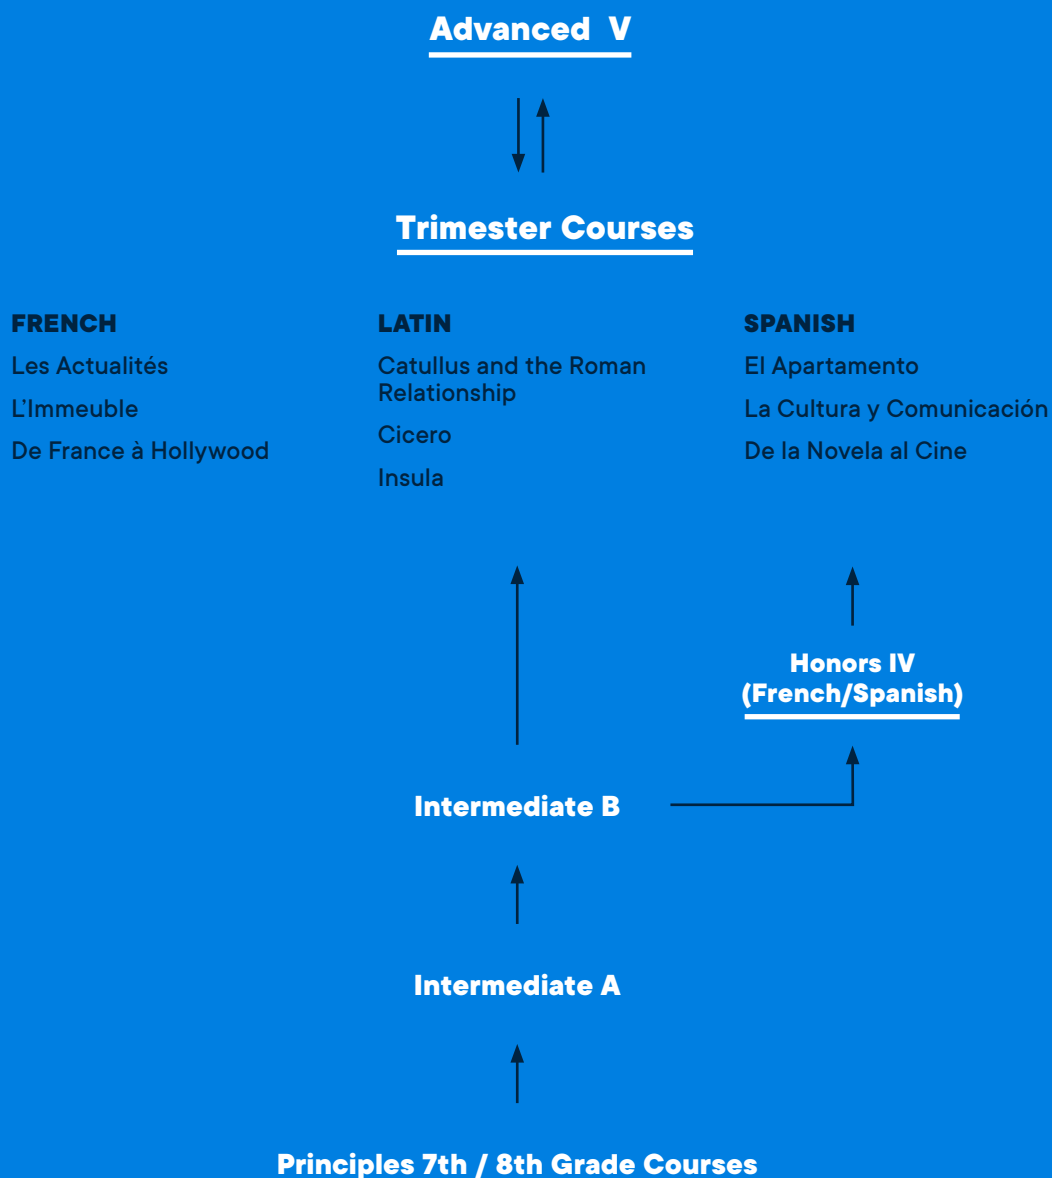 Advanced V
Trimester Courses
FRENCH
Les Actualités
L'Immeuble
De France à Hollywood
LATIN
Catullus and the Roman
Relationship
Cicero
Insula
SPANISH
El Apartamento
La Cultura y Comunicación
De la Novela al Cine
Honors IV
(French/Spanish)
Intermediate B
Intermediate A
Principles 7th / 8th Grade Courses